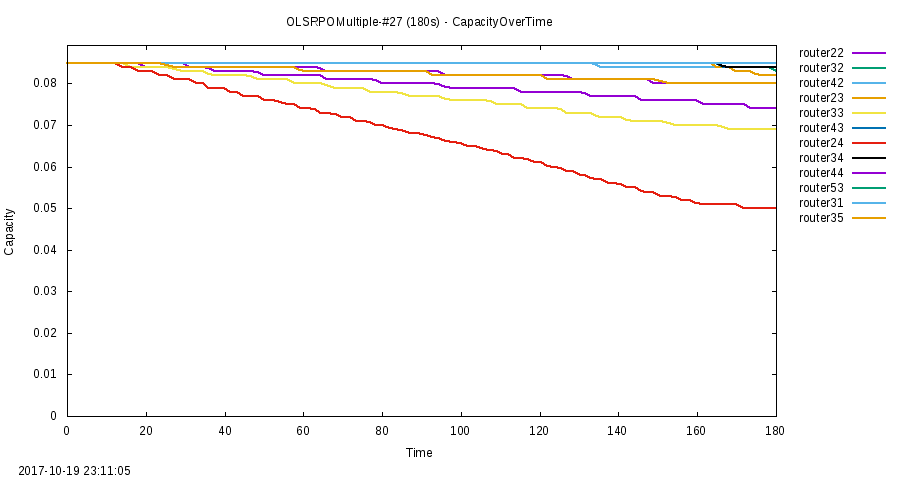 OLSRPOMultiple-#27 (180s) - CapacityOverTime
router22
router32
router42
router23
router33
router43
router24
router34
router44
router53
router31
router35
Capacity
0.08
0.07
0.06
0.05
0.04
0.03
0.02
0.01
0
0 20 40 60 80 100 120 140 160 180
Time
2017-10-19 23:11:05